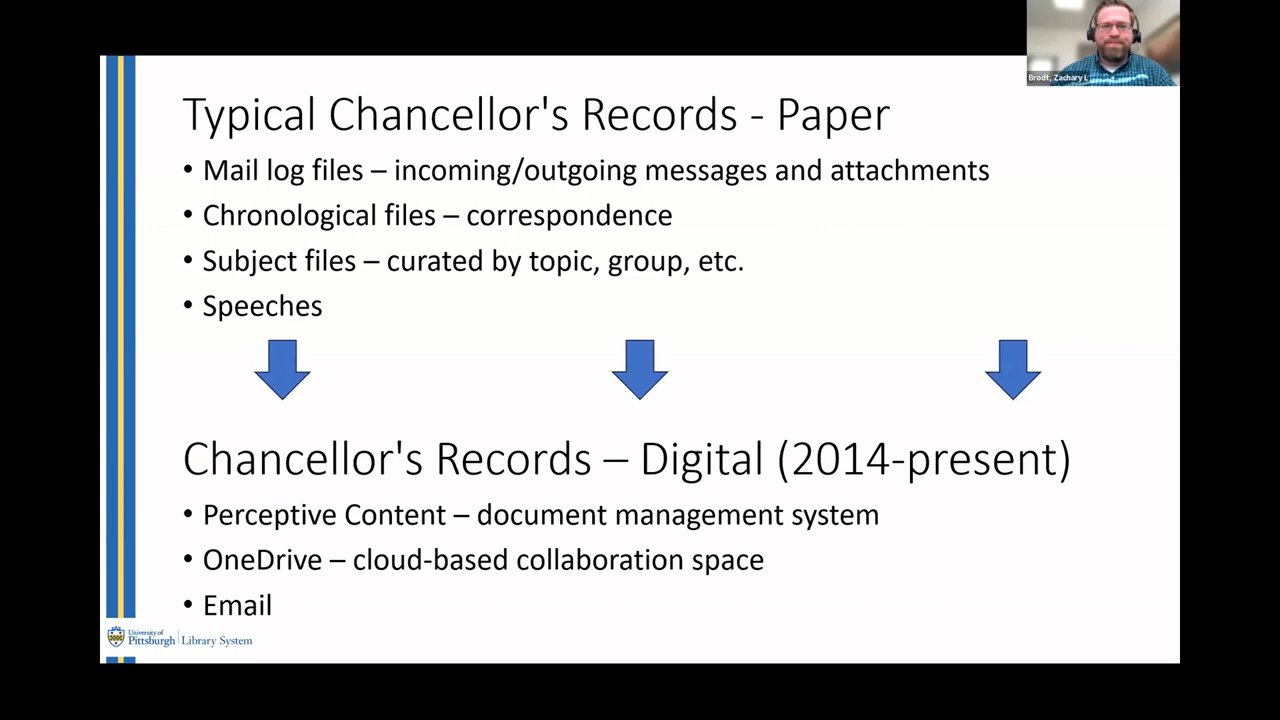 Brodt, Zachary L
Typical Chancellor's Records - Paper
• Mail log files – incoming/outgoing messages and attachments
• Chronological files – correspondence
• Subject files – curated by topic, group, etc.
• Speeches
Chancellor's Records – Digital (2014-present)
• Perceptive Content – document management system
• OneDrive – cloud-based collaboration space
• Email
University of
Pittsburgh Library System